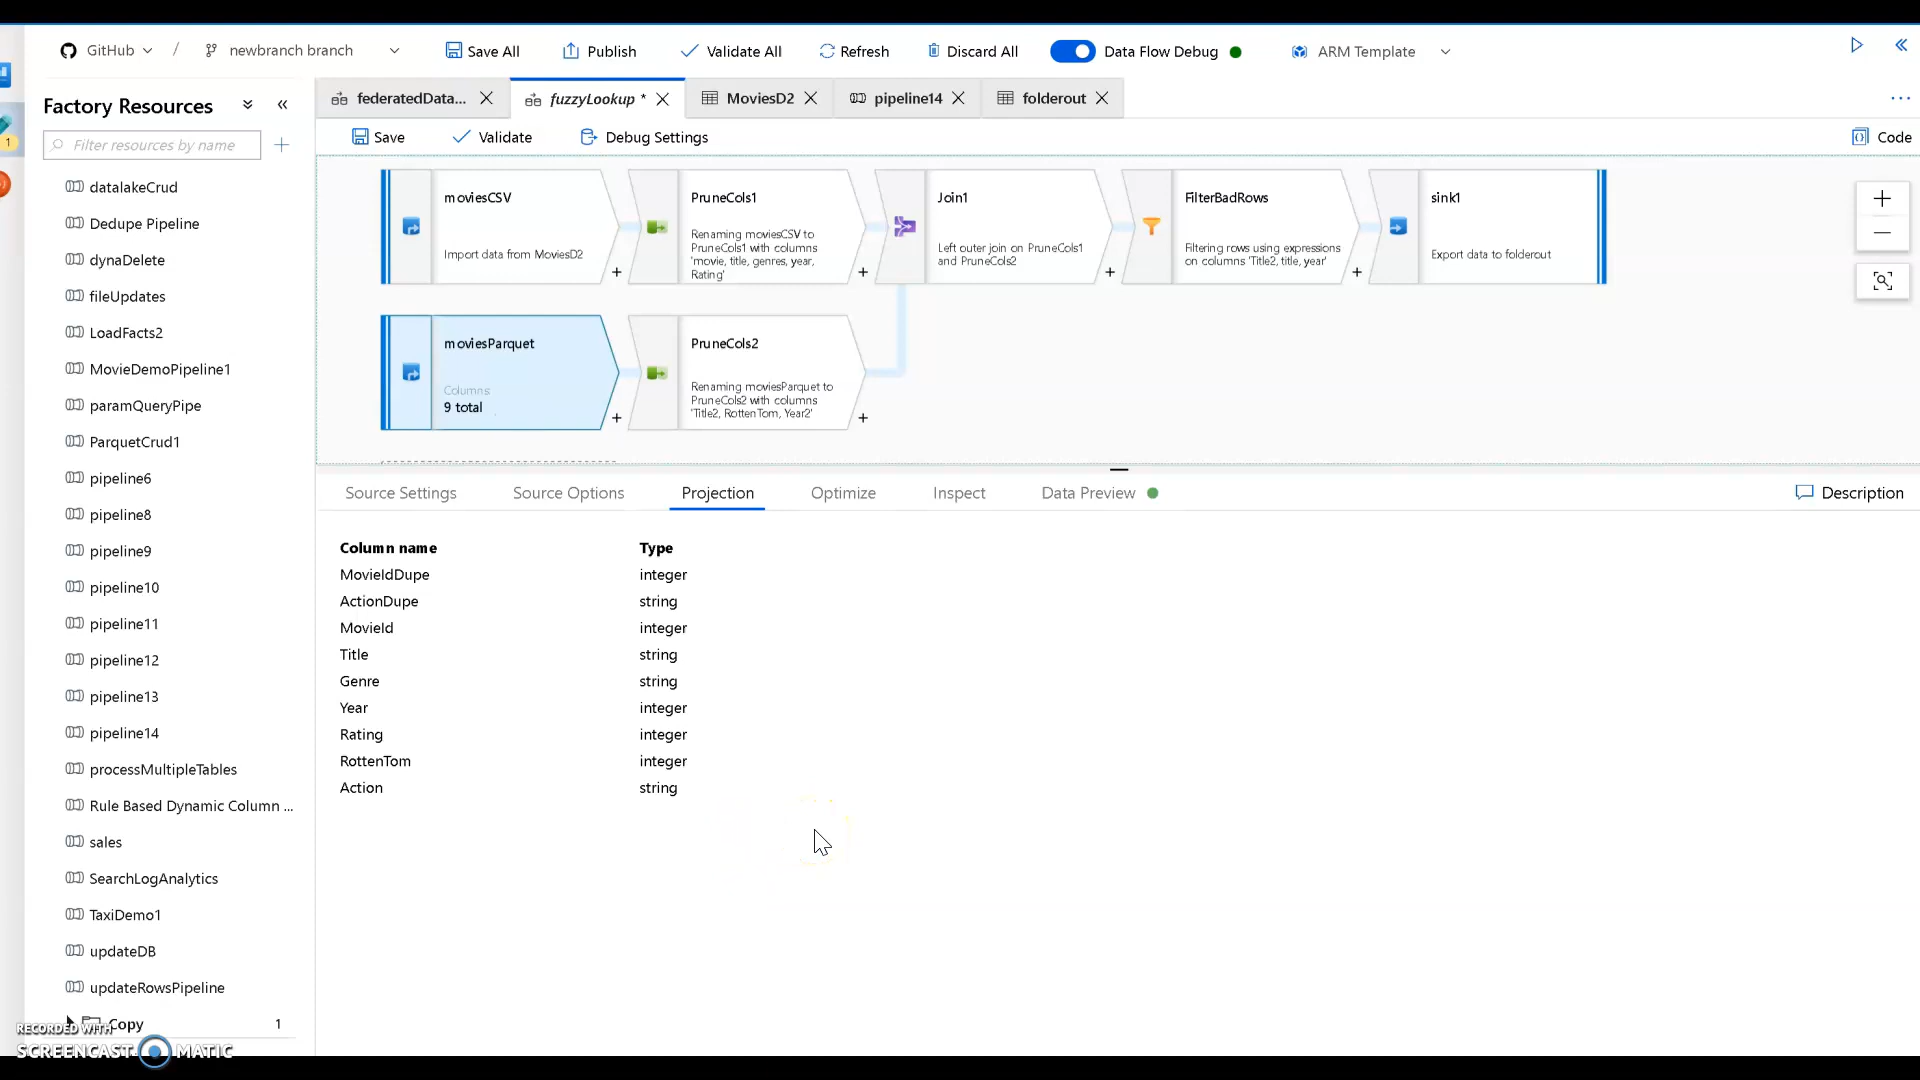 GitHub / newbranch branch Save All Publish Validate All Refresh Discard All Data Flow Debug ARM Template
Factory Resources
Filter resources by name
datalakeCrud
Dedupe Pipeline
dynaDelete
fileUpdates
LoadFacts2
MovieDemoPipeline1
paramQueryPipe
ParquetCrud1
pipeline6
pipeline8
pipeline9
pipeline10
pipeline11
pipeline12
pipeline13
pipeline14
processMultipleTables
Rule Based Dynamic Column ...
sales
SearchLogAnalytics
TaxiDemo1
updateDB
updateRowsPipeline
Copy 1
1
federatedData... fuzzyLookup * MoviesD2 pipeline14 folderout
Save Validate Debug Settings Code
moviesCSV
Import data from MoviesD2
PruneCols1
Renaming moviesCSV to
PruneCols1 with columns
'movie, title, genres, year,
Rating'
Join1
Left outer join on PruneCols1
and PruneCols2
FilterBadRows
Filtering rows using expressions
on columns 'Title2, title, year'
sink1
Export data to folderout
moviesParquet
Columns:
9 total
PruneCols2
Renaming moviesParquet to
PruneCols2 with columns
'Title2, RottenTom, Year2'
Source Settings Source Options Projection Optimize Inspect Data Preview Description
Column name Type
MovieIdDupe integer
ActionDupe string
MovieId integer
Title string
Genre string
Year integer
Rating integer
RottenTom integer
Action string
RECORDED WITH
SCREENCAST-O-MATIC